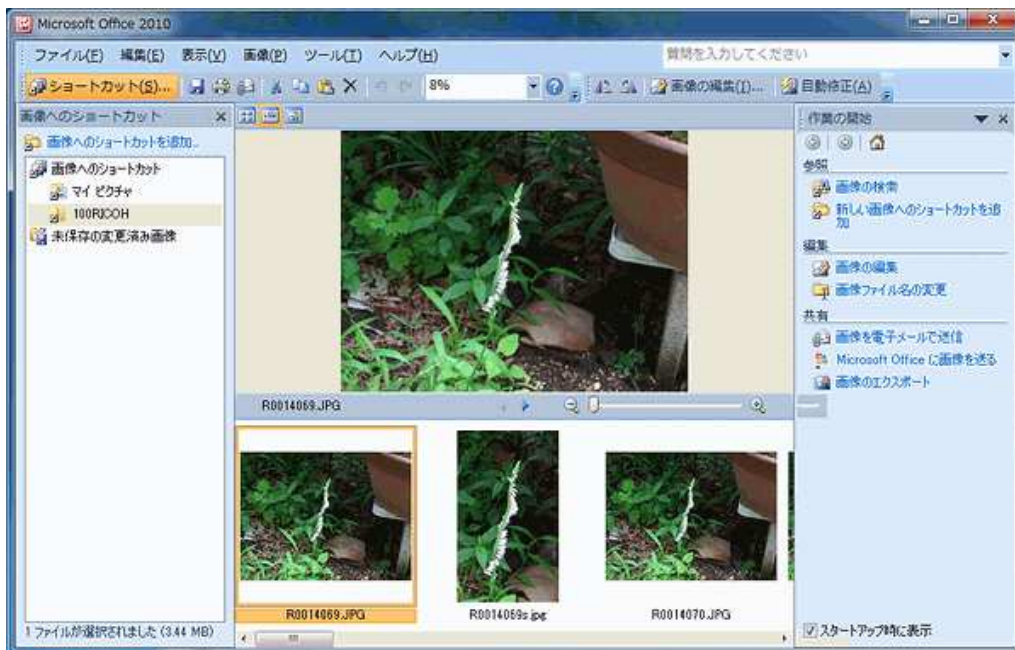 Microsoft Office 2010
ファイル(F) 編集(E) 表示(V) 画像(P) ツール(T) ヘルプ(H) 質問を入力してください
ショートカット(S)... 8% 画像の編集(I)... 自動修正(A)
画像へのショートカット
画像へのショートカットを追加...
画像へのショートカット
マイ ピクチャ
100RICOH
未保存の変更済み画像
R0014069.JPG
R0014069.JPG R0014069s.jpg R0014070.JPG
1 ファイルが選択されました (3.44 MB)
作業の開始
参照
画像の検索
新しい画像へのショートカットを追
加
編集
画像の編集
画像ファイル名の変更
共有
画像を電子メールで送信
Microsoft Office に画像を送る
画像のエクスポート
スタートアップ時に表示